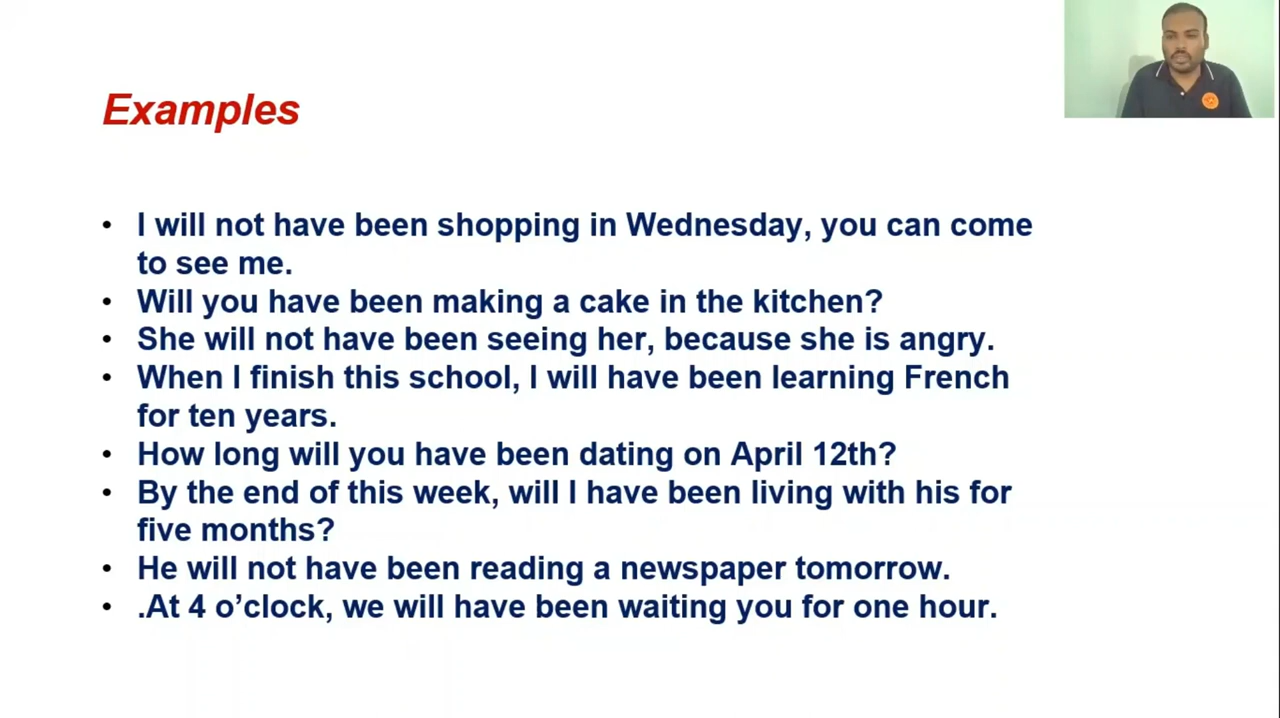 Examples
• I will not have been shopping in Wednesday, you can come
to see me.
• Will you have been making a cake in the kitchen?
• She will not have been seeing her, because she is angry.
• When I finish this school, I will have been learning French
for ten years.
• How long will you have been dating on April 12th?
• By the end of this week, will I have been living with his for
five months?
• He will not have been reading a newspaper tomorrow.
• .At 4 o’clock, we will have been waiting you for one hour.